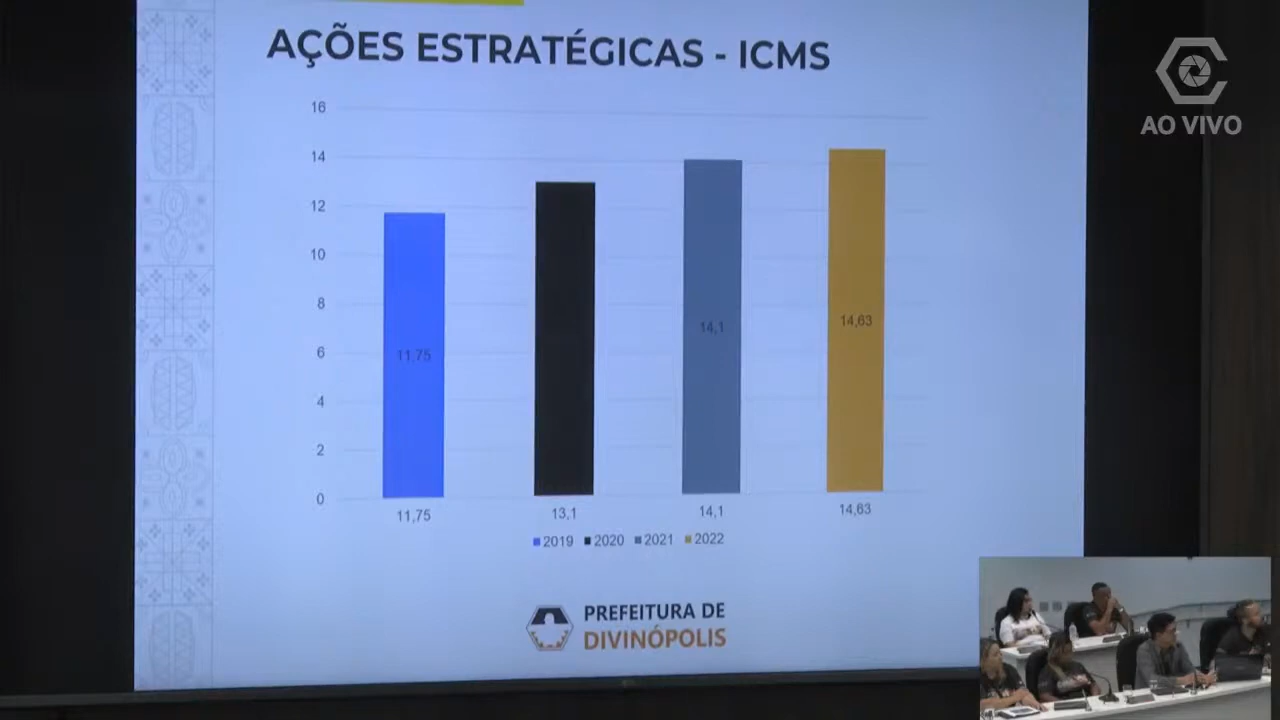 AÇÕES ESTRATÉGICAS - ICMS
AO VIVO
16
14
12
10
8
6
4
2
0
11,75
14,1
14,63
11,75 13,1 14,1 14,63
2019 2020 2021 2022
PREFEITURA DE
DIVINÓPOLIS